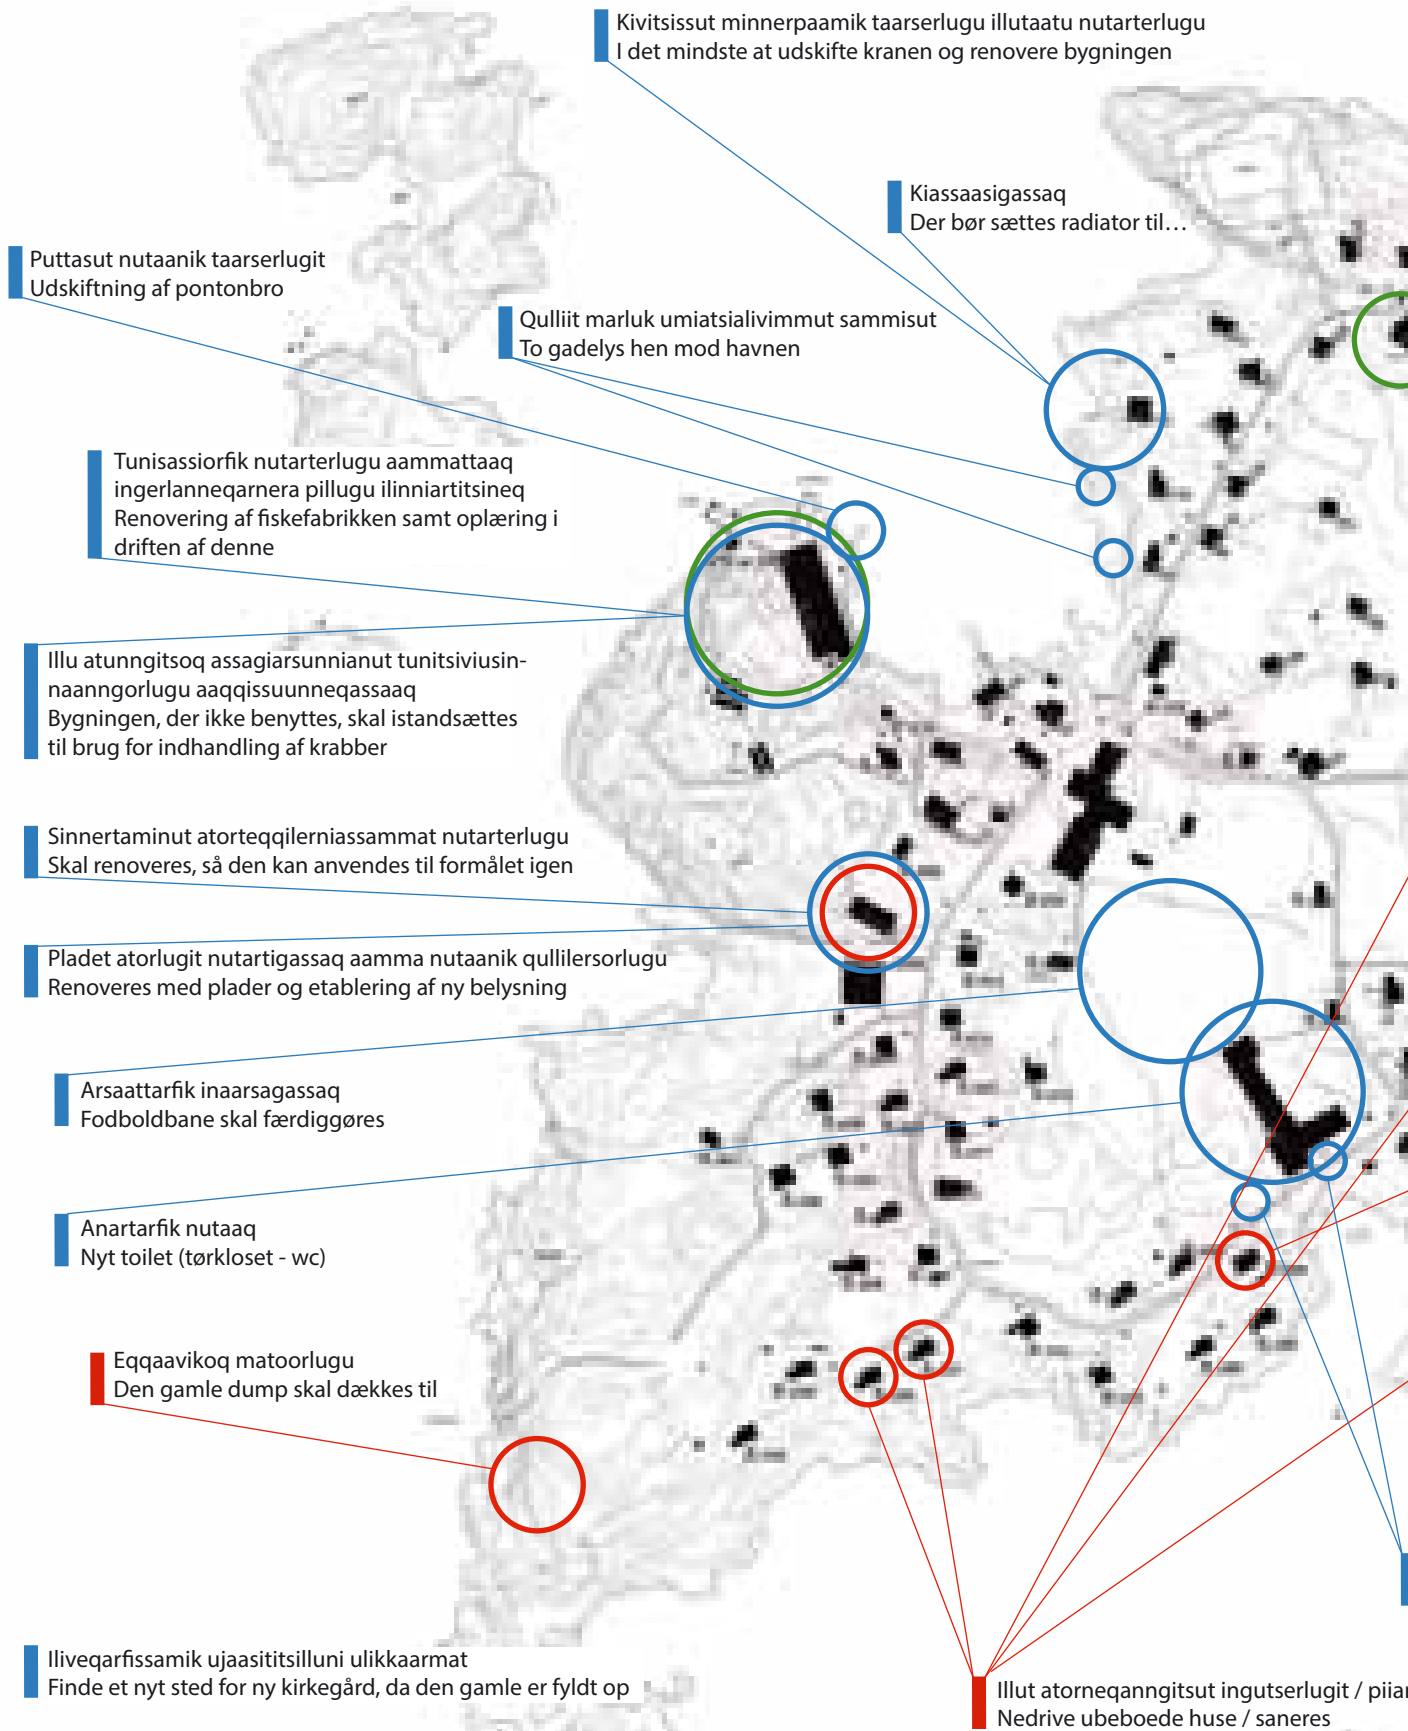 Kivitsissut minnerpaamik taarserlugu illutaatu nutarterlugu
I det mindste at udskifte kranen og renovere bygningen
Kiassaasigassaq
Der bør sættes radiator til…
Puttasut nutaanik taarserlugit
Udskiftning af pontonbro
Qulliit marluk umiatsialivimmut sammisut
To gadelys hen mod havnen
Tunisassiorfik nutarterlugu aammattaaq
ingerlanneqarnera pillugu ilinniartitsineq
Renovering af fiskefabrikken samt oplæring i
driften af denne
Illu atunngitsoq assagiarsunnianut tunitsiviusin-
naanngorlugu aaqqissuunneqassaaq
Bygningen, der ikke benyttes, skal istandsættes
til brug for indhandling af krabber
Sinnertaminut atorteqqilerniassammat nutarterlugu
Skal renoveres, så den kan anvendes til formålet igen
Pladet atorlugit nutartigassaq aamma nutaanik qullilersorlugu
Renoveres med plader og etablering af ny belysning
Arsaattarfik inaarsagassaq
Fodboldbane skal færdiggøres
Anartarfik nutaaq
Nyt toilet (tørkloset - wc)
Eqqaavikoq matoorlugu
Den gamle dump skal dækkes til
Iliveqarfissamik ujaasititsilluni ulikkaarmat
Finde et nyt sted for ny kirkegård, da den gamle er fyldt op
Illut atorneqanngitsut ingutserlugit /
Nedrive ubeboede huse / saneres